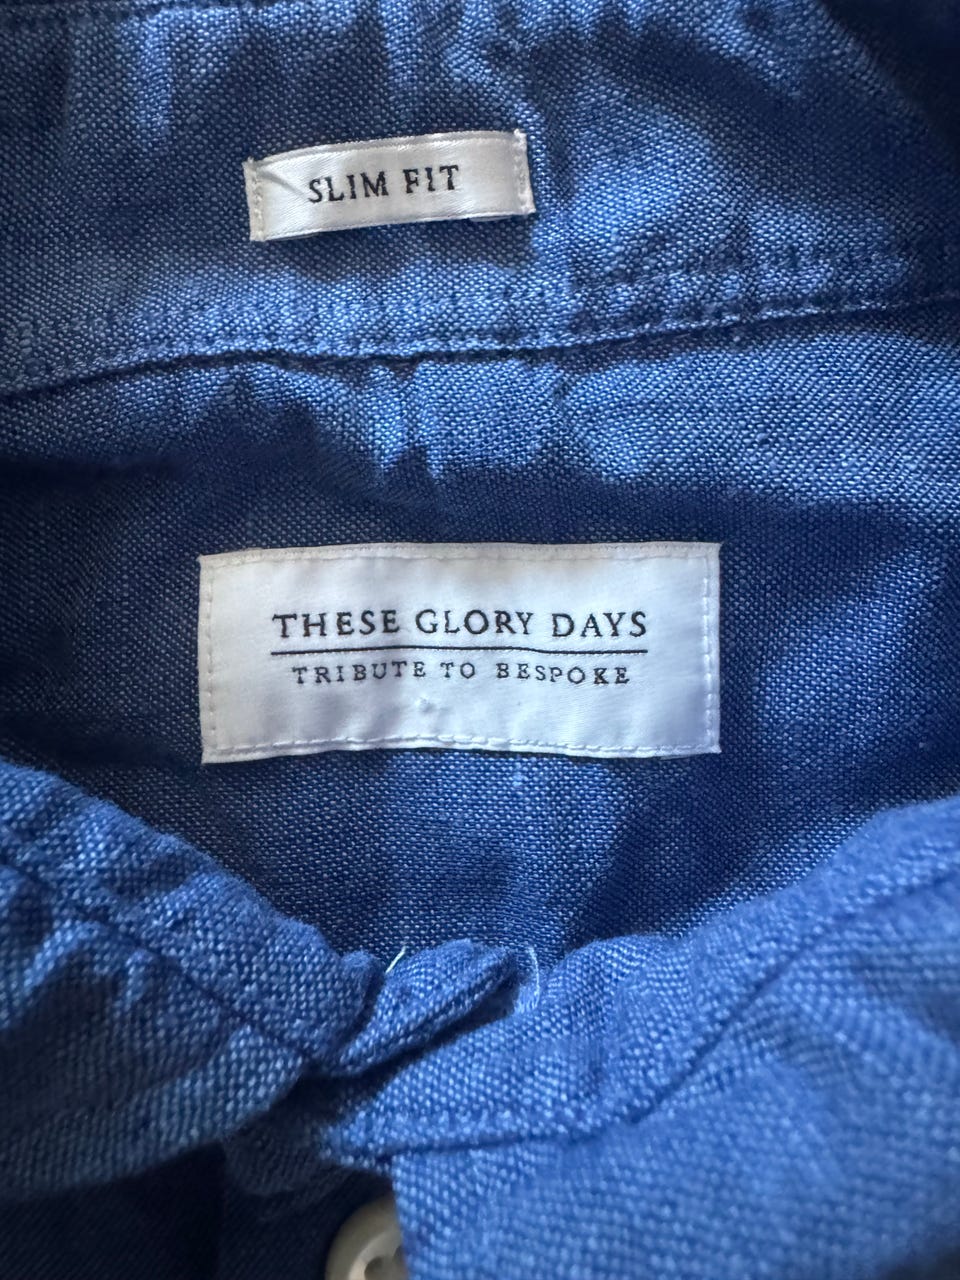 SLIM FIT
THESE GLORY DAYS
TRIBUTE TO BESPOKE